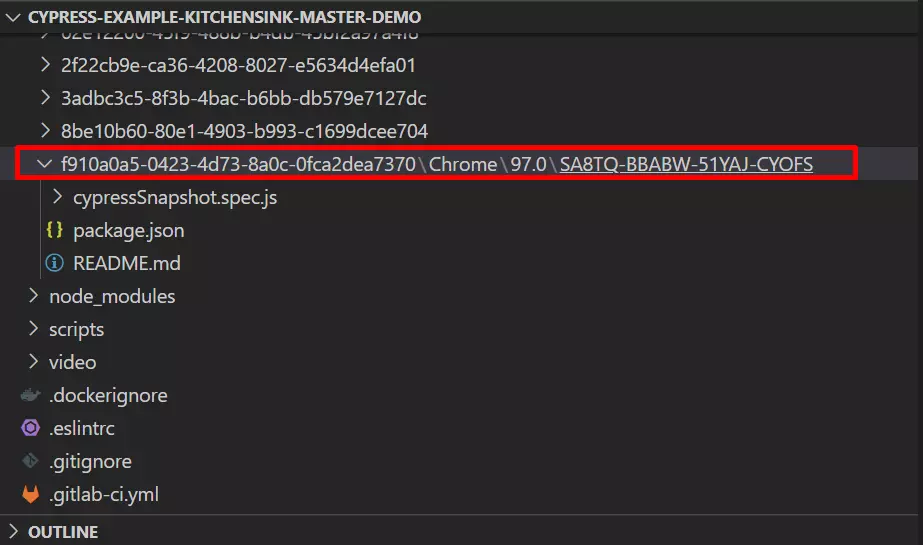 CYPRESS-EXAMPLE-KITCHENSINK-MASTER-DEMO
2f22cb9e-ca36-4208-8027-e5634d4efa01
3adbc3c5-8f3b-4bac-b6bb-db579e7127dc
8be10b60-80e1-4903-b993-c1699dcee704
f910a0a5-0423-4d73-8a0c-0fca2dea7370\Chrome\97.0\SA8TQ-BBABW-51YAJ-CYOFS
cypressSnapshot.spec.js
package.json
README.md
node_modules
scripts
video
.dockerignore
.eslintrc
.gitignore
.gitlab-ci.yml
OUTLINE